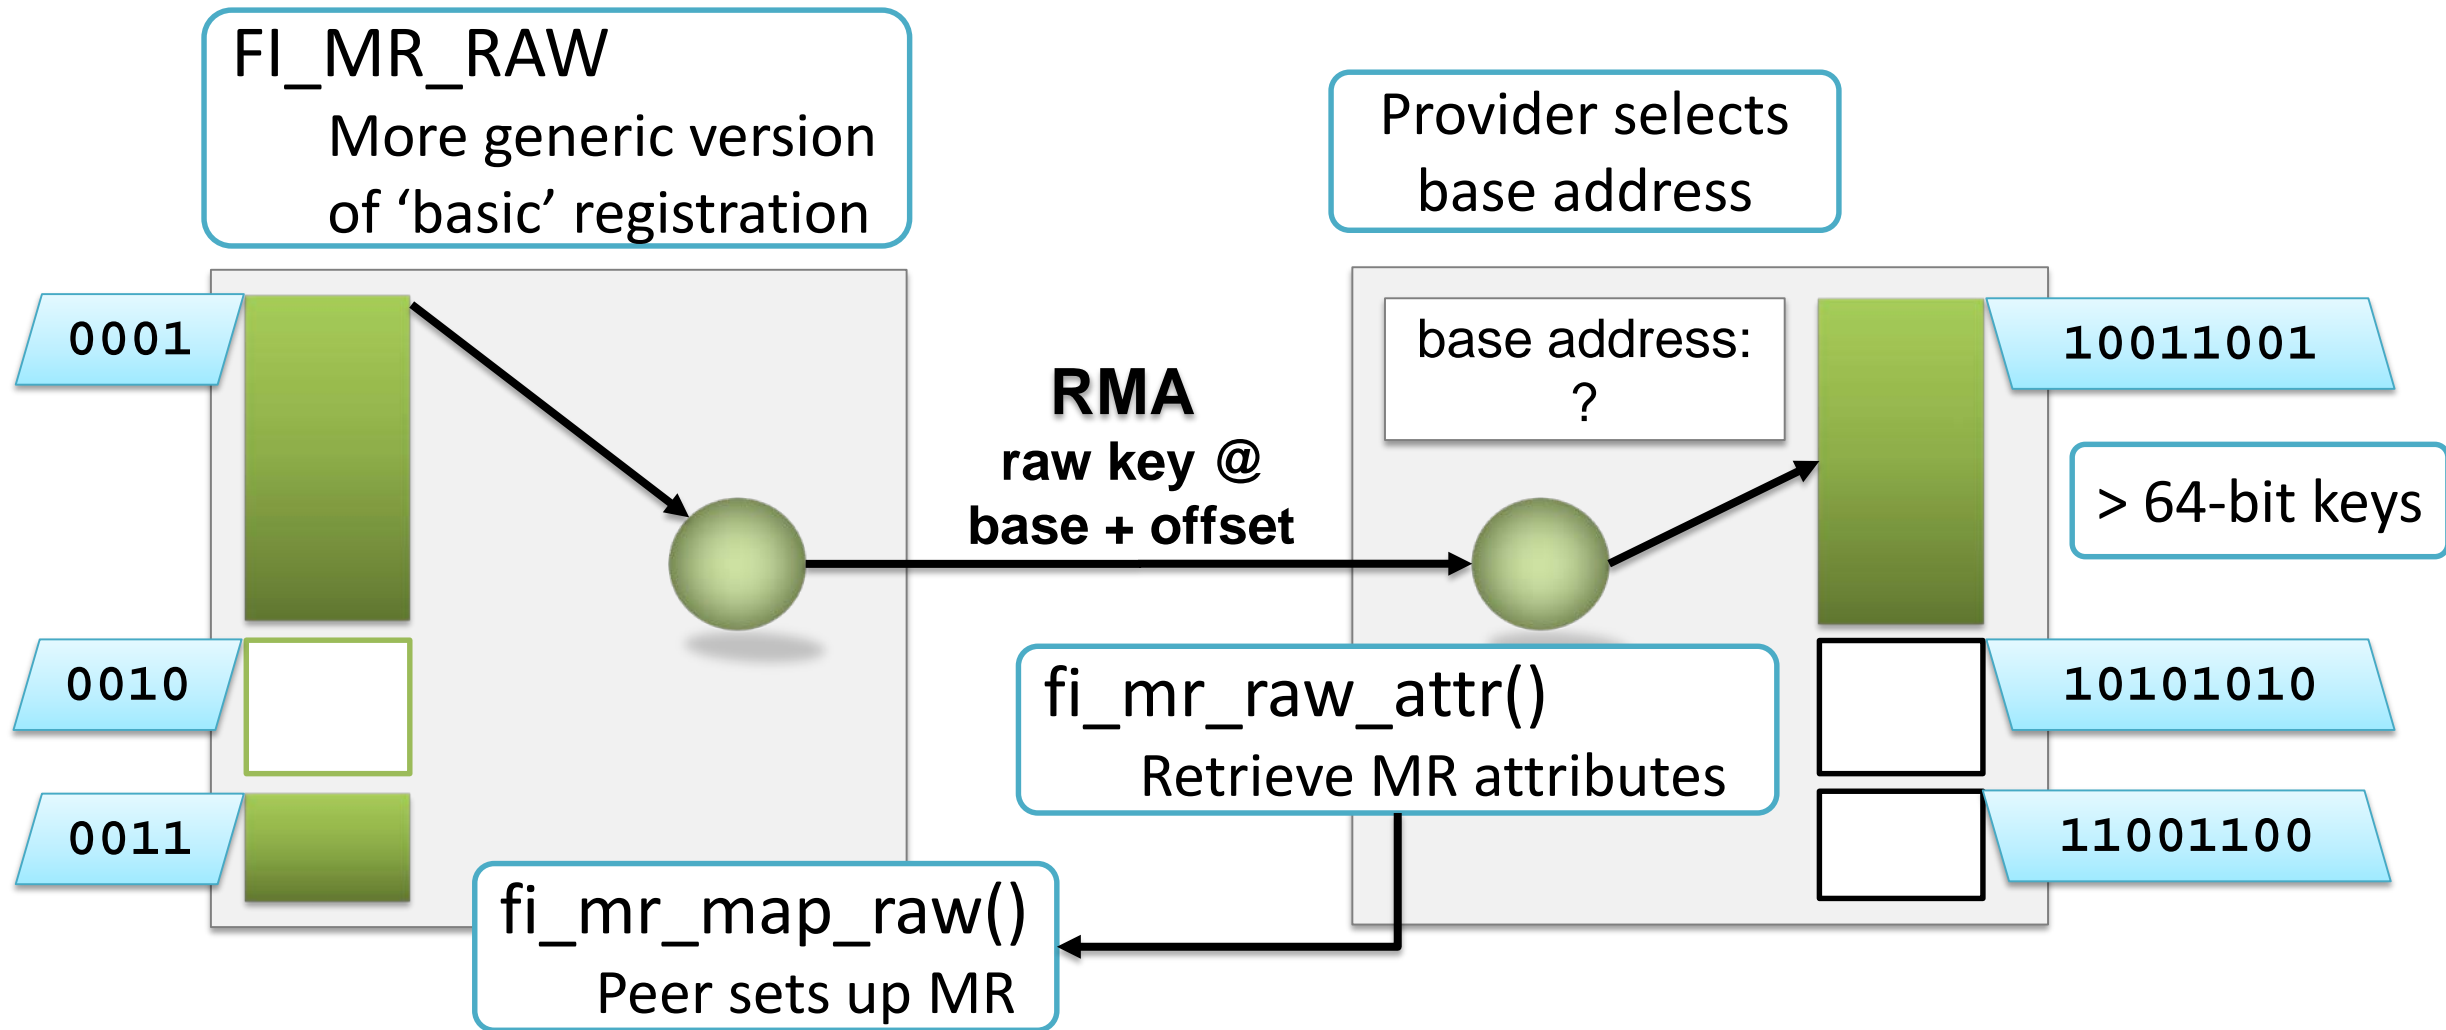 FI_MR_RAW
More generic version
of ‘basic’ registration
Provider selects
base address
0001
0010
0011
RMA
raw key @
base + offset
base address:
?
10011001
> 64-bit keys
10101010
11001100
fi_mr_raw_attr()
Retrieve MR attributes
fi_mr_map_raw()
Peer sets up MR